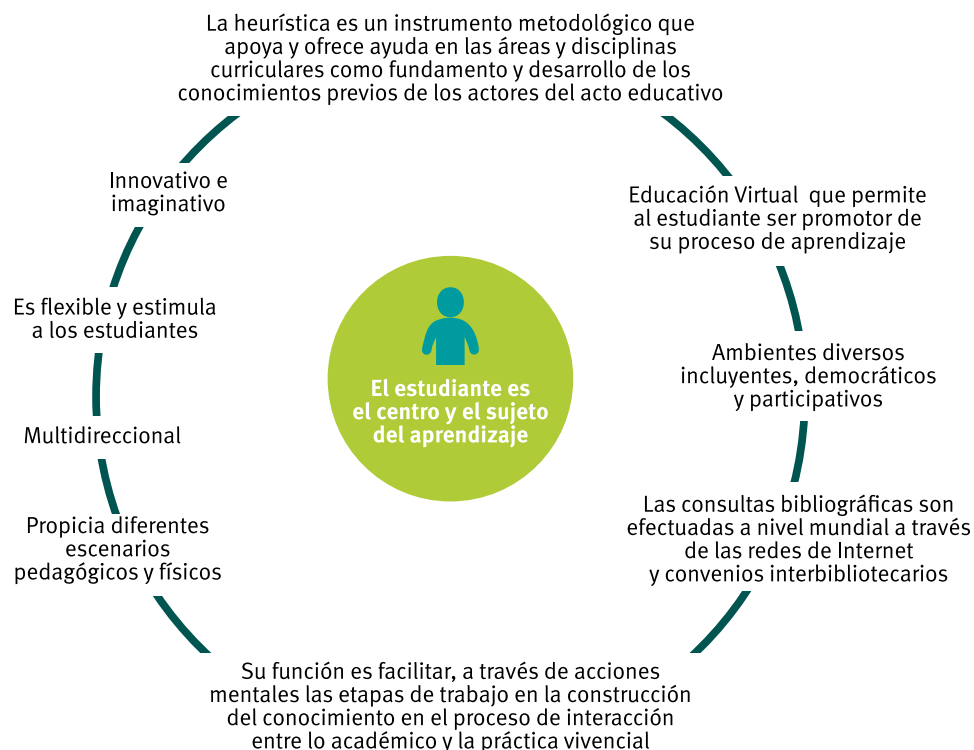 La heurística es un instrumento metodológico que
apoya y ofrece ayuda en las áreas y disciplinas
curriculares como fundamento y desarrollo de los
conocimientos previos de los actores del acto educativo
Innovativo e
imaginativo
Educación Virtual que permite
al estudiante ser promotor de
su proceso de aprendizaje
Es flexible y estimula
a los estudiantes
Ambientes diversos
incluyentes, democráticos
y participativos
El estudiante es
el centro y el sujeto
del aprendizaje
Multidireccional
Las consultas bibliográficas son
efectuadas a nivel mundial a través
de las redes de Internet
y convenios interbibliotecarios
Propicia diferentes
escenarios
pedagógicos y físicos
Su función es facilitar, a través de acciones
mentales las etapas de trabajo en la construcción
del conocimiento en el proceso de interacción
entre lo académico y la práctica vivencial